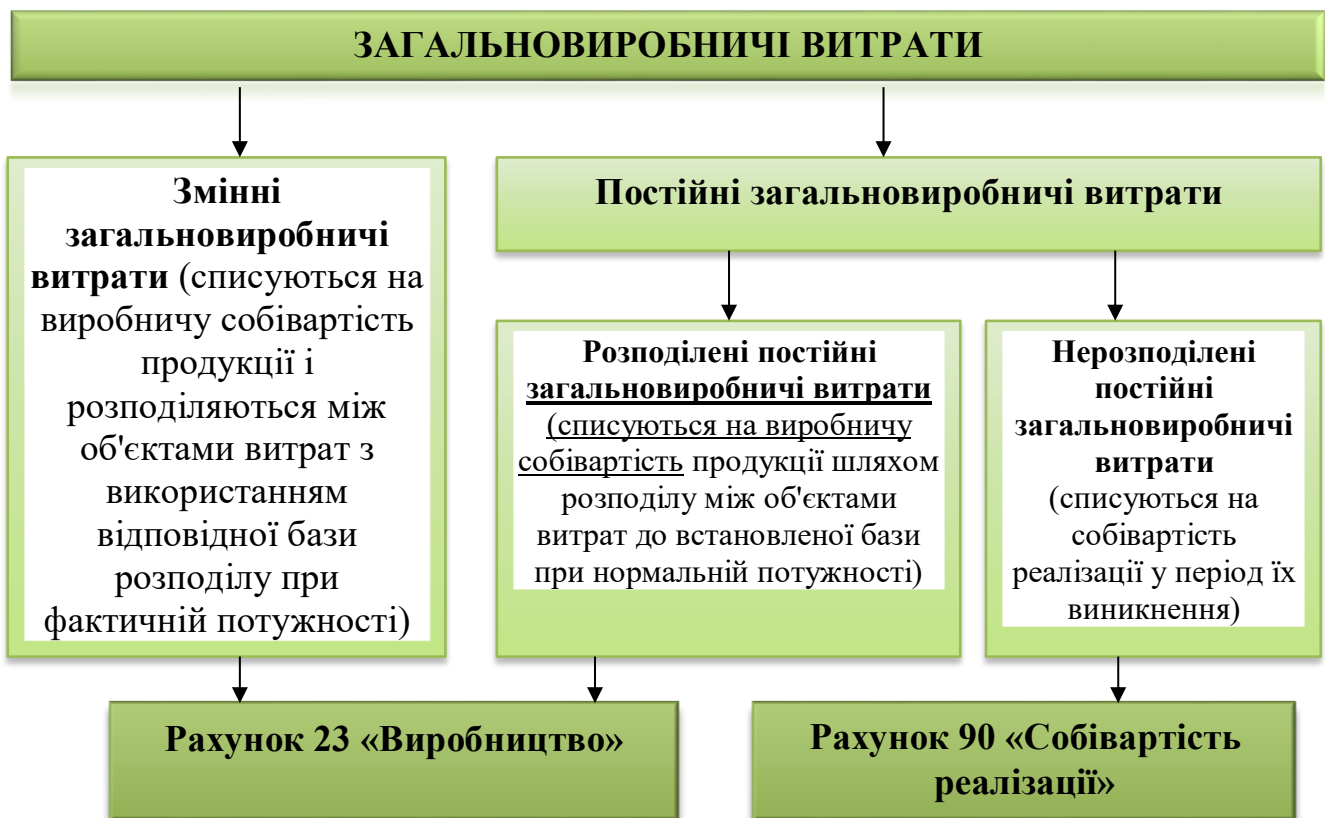 ЗАГАЛЬНОВИРОБНИЧІ ВИТРАТИ
Змінні
загальновиробничі
витрати (списуються на
виробничу собівартість
продукції і
розподіляються між
об'єктами витрат з
використанням
відповідної бази
розподілу при
фактичній потужності)
Постійні загальновиробничі витрати
Розподілені постійні
загальновиробничі витрати
(списуються на виробничу
собівартість продукції шляхом
розподілу між об'єктами
витрат до встановленої бази
при нормальній потужності)
Нерозподілені
постійні
загальновиробничі
витрати
(списуються на
собівартість
реалізації у період їх
виникнення)
Рахунок 23 «Виробництво»
Рахунок 90 «Собівартість
реалізації»